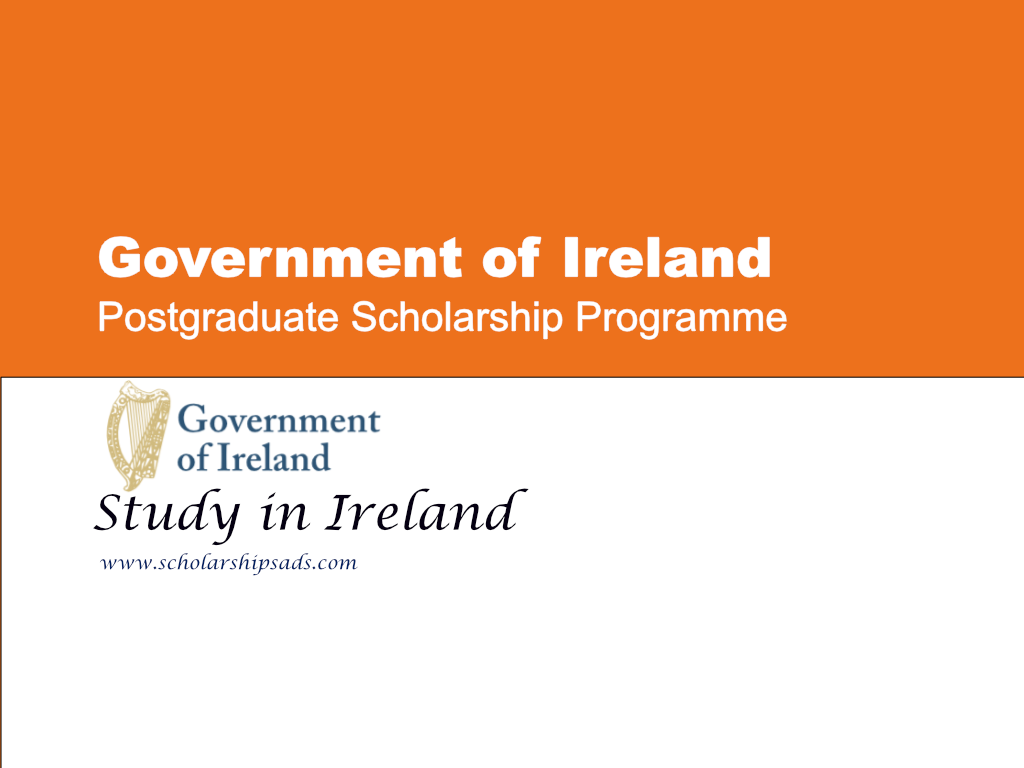 Government of Ireland
Postgraduate Scholarship Programme
Government
of Ireland
Study in Ireland
www.scholarshipsads.com